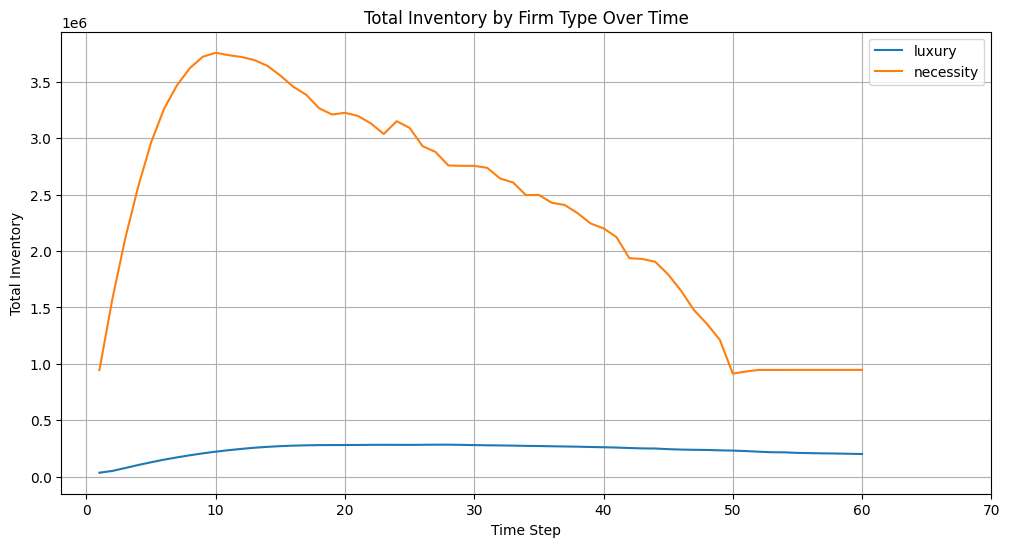 Total Inventory by Firm Type Over Time
1e6
luxury
necessity
3.5
3.0
2.5
2.0
1.5
1.0
0.5
0.0
Total Inventory
0 10 20 30 40 50 60 70
Time Step